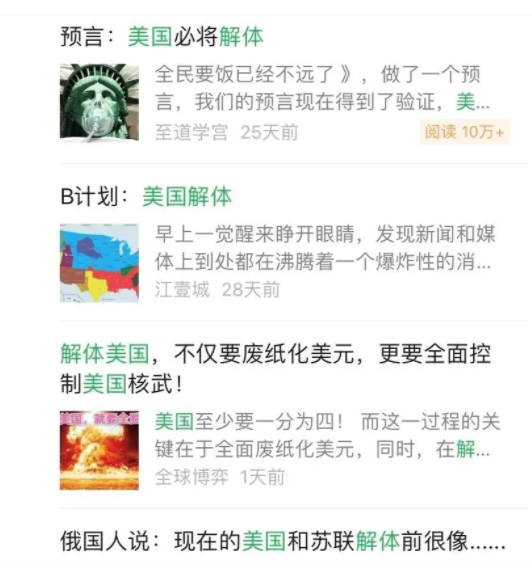 预言：美国必将解体
全民要饭已经不远了 》，做了一个预
言，我们的预言现在得到了验证，美...
至道学宫 25天前
阅读 10万+
B计划：美国解体
早上一觉醒来睁开眼睛，发现新闻和媒
体上到处都在沸腾着一个爆炸性的消...
江壹城 28天前
解体美国，不仅要废纸化美元，更要全面控
制美国核武！
美国，就要全
美国至少要一分为四！ 而这一过程的关
键在于全面废纸化美元，同时，在解...
全球博弈 1天前
俄国人说：现在的美国和苏联解体前很像......